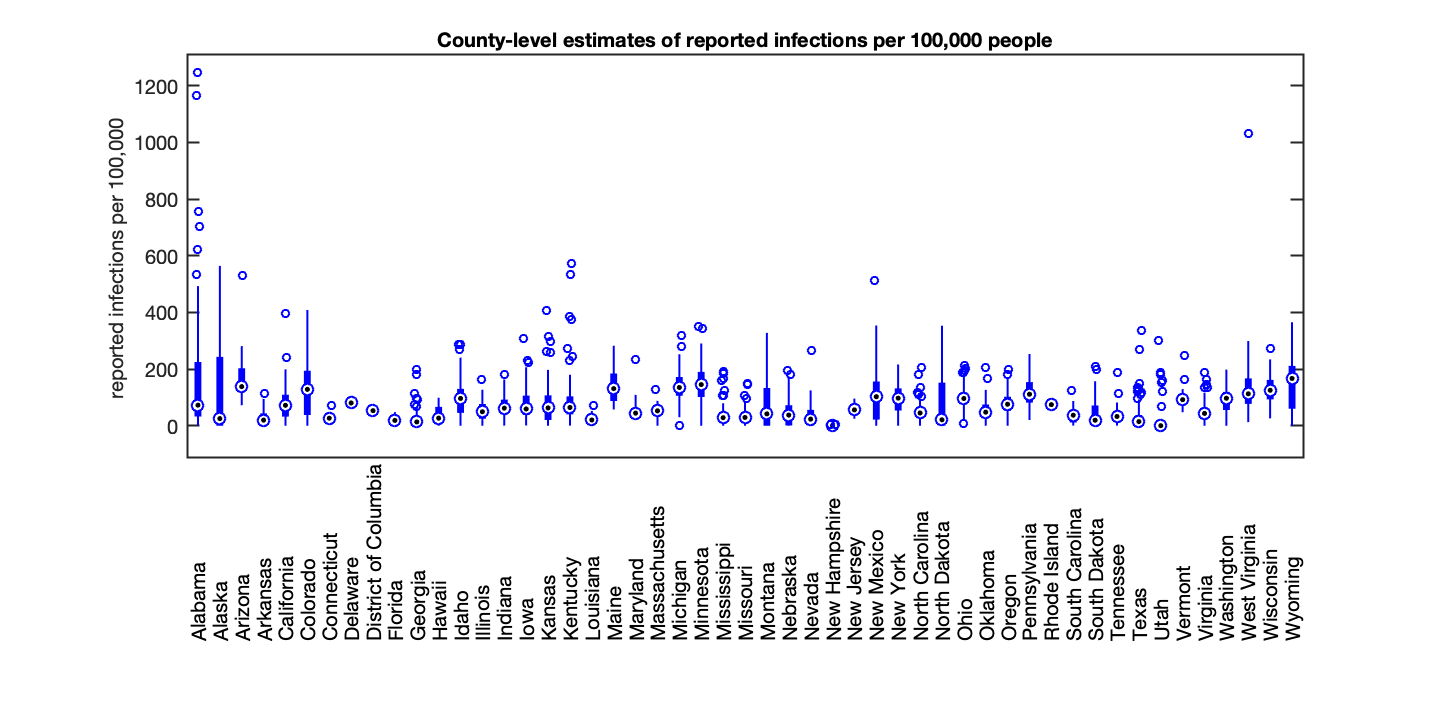 County-level estimates of reported infections per 100,000 people
reported infections per 100,000
1200
1000
800
600
400
200
0
Alabama
Alaska
Arizona
Arkansas
California
Colorado
Connecticut
Delaware
District of Columbia
Florida
Georgia
Hawaii
Idaho
Illinois
Indiana
Iowa
Kansas
Kentucky
Louisiana
Maine
Maryland
Massachusetts
Michigan
Minnesota
Mississippi
Missouri
Montana
Nebraska
Nevada
New Hampshire
New Jersey
New Mexico
New York
North Carolina
North Dakota
Ohio
Oklahoma
Oregon
Pennsylvania
Rhode Island
South Carolina
South Dakota
Tennessee
Texas
Utah
Vermont
Virginia
Washington
West Virginia
Wisconsin
Wyoming